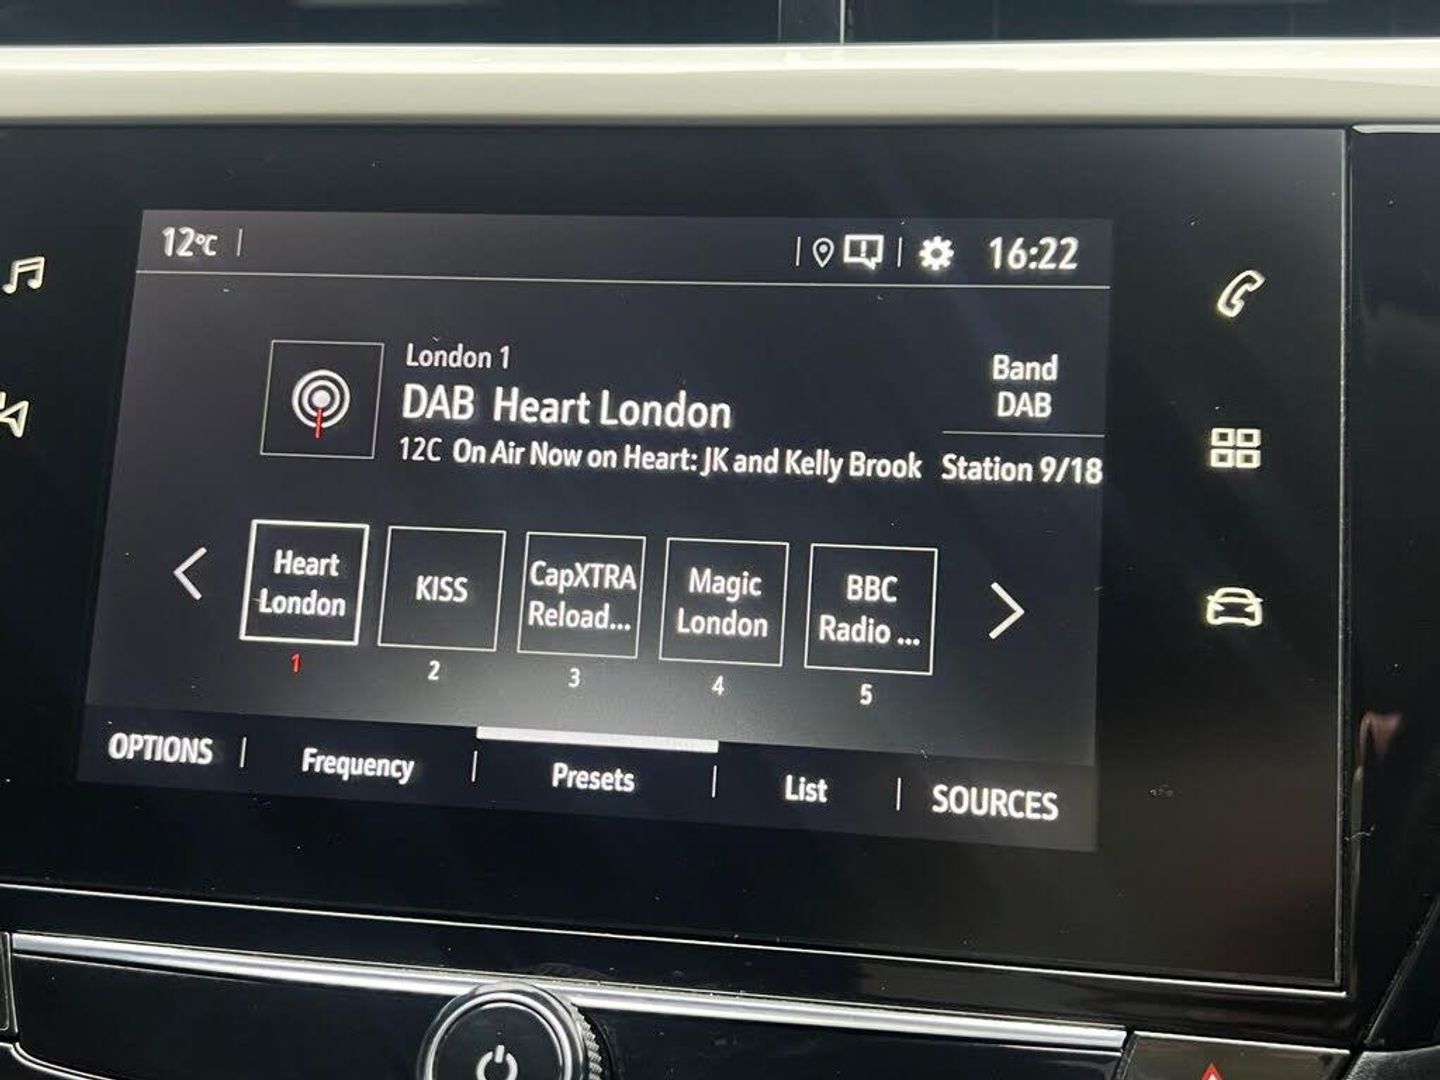 12°C
16:22
London 1
DAB Heart London
12C On Air Now on Heart: JK and Kelly Brook
Band
DAB
Station 9/18
Heart
London
1
KISS
2
CapXTRA
Reload...
3
Magic
London
4
BBC
Radio ...
5
OPTIONS
Frequency
Presets
List
SOURCES